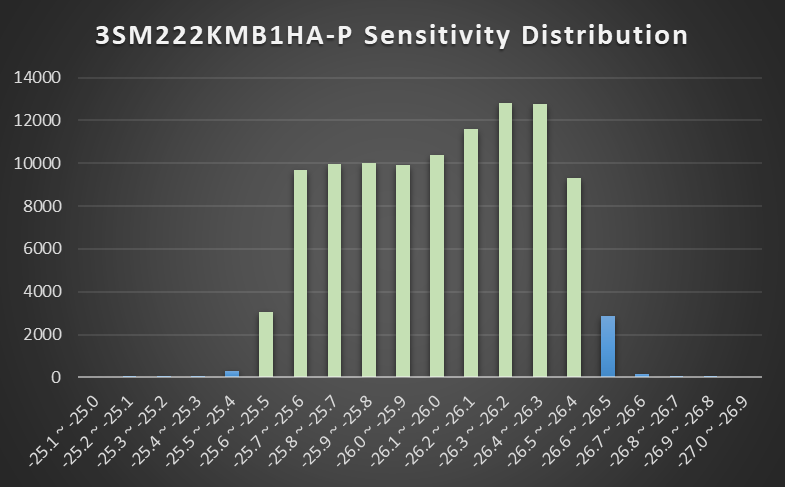 3SM222KMB1HA-P Sensitivity Distribution
14000
12000
10000
8000
6000
4000
2000
0
-25.1 ~ -25.0
-25.2 ~ -25.1
-25.3 ~ -25.2
-25.4 ~ -25.3
-25.5 ~ -25.4
-25.6 ~ -25.5
-25.7 ~ -25.6
-25.8 ~ -25.7
-25.9 ~ -25.8
-26.0 ~ -25.9
-26.1 ~ -26.0
-26.2 ~ -26.1
-26.3 ~ -26.2
-26.4 ~ -26.3
-26.5 ~ -26.4
-26.6 ~ -26.5
-26.7 ~ -26.6
-26.8 ~ -26.7
-26.9 ~ -26.8
-27.0 ~ -26.9